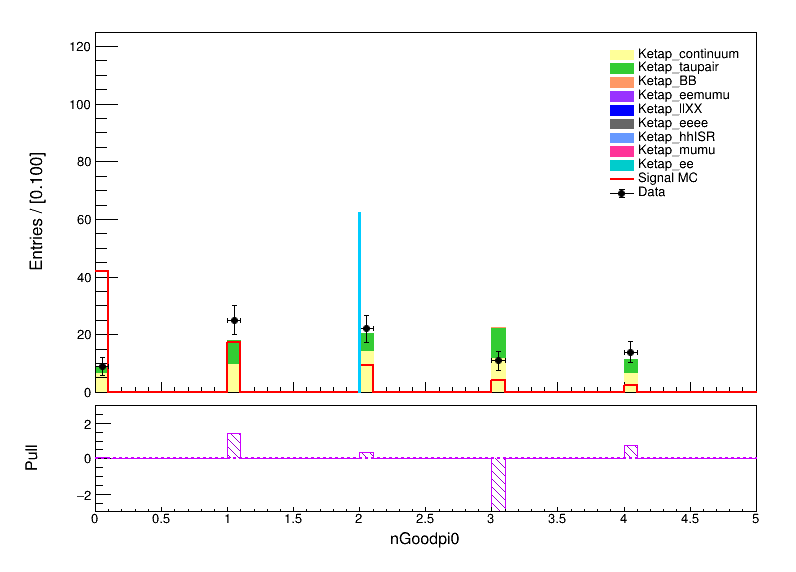 Entries / [0.100]
120
100
80
60
40
20
0
Ketap_continuum
Ketap_taupair
Ketap_BB
Ketap_eemumu
Ketap_llXX
Ketap_eeee
Ketap_hhISR
Ketap_mumu
Ketap_ee
Signal MC
Data
Pull
2
0
−2
0 0.5 1 1.5 2 2.5 3 3.5 4 4.5 5
nGoodpi0